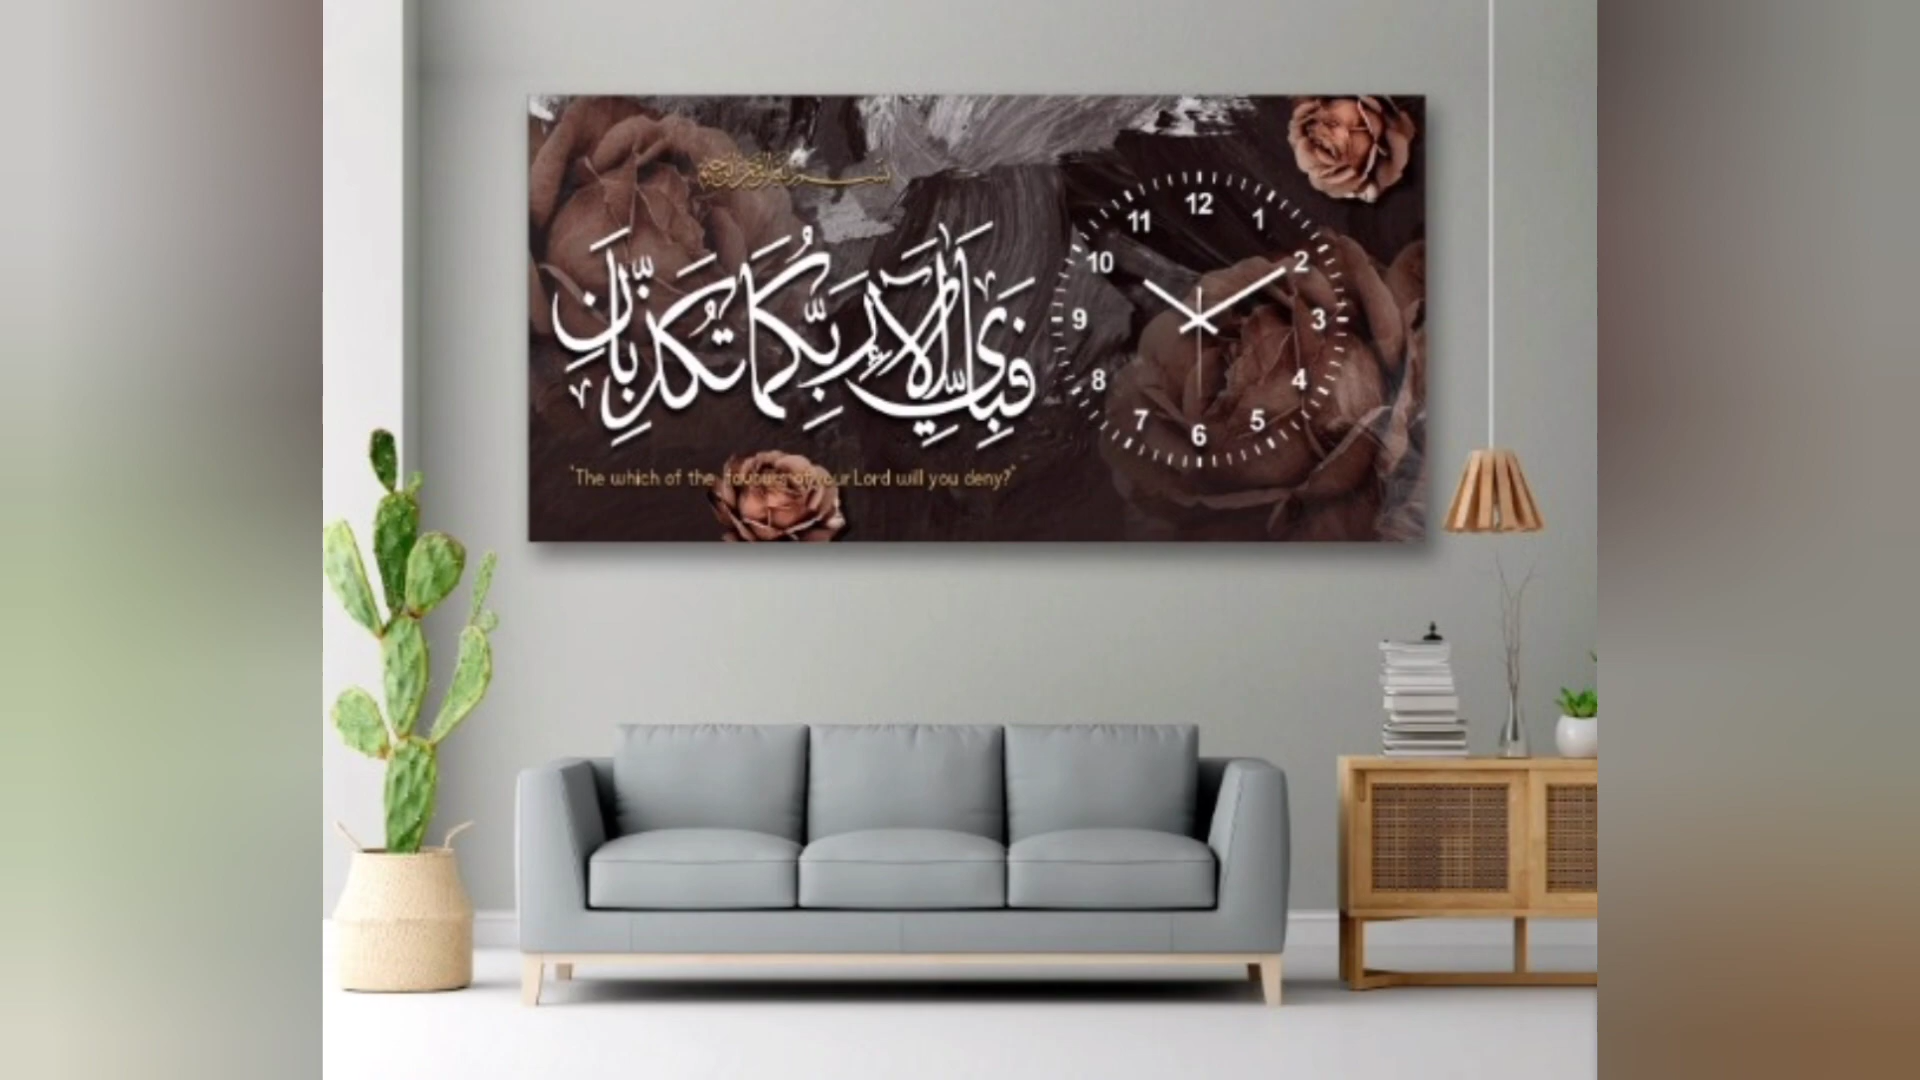 بسم الله الرحمن الرحيم
فَبِأَيِّ آلَاءِ رَبِّكُمَا تُكَذِّبَانِ
"The which of the favours of your Lord will you deny?"
12
11 1
10 2
9 3
8 4
7 5
6